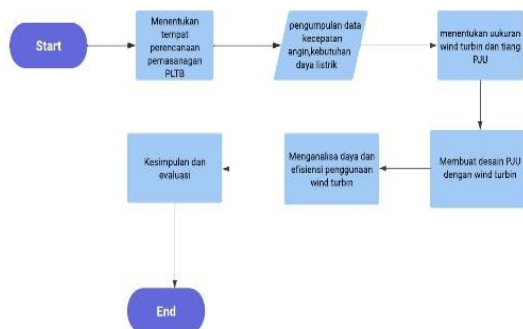 Start
Menentukan
tempat
perencanaan
pemasanagan
PLTB
pengumpulan data
kecepatan
angin,kebutuhan
daya listrik
menentukan uukuran
wind turbin dan tiang
PJU
Membuat desain PJU
dengan wind turbin
Menganalisa daya dan
efisiensi penggunaan
wind turbin
Kesimpulan dan
evaluasi
End